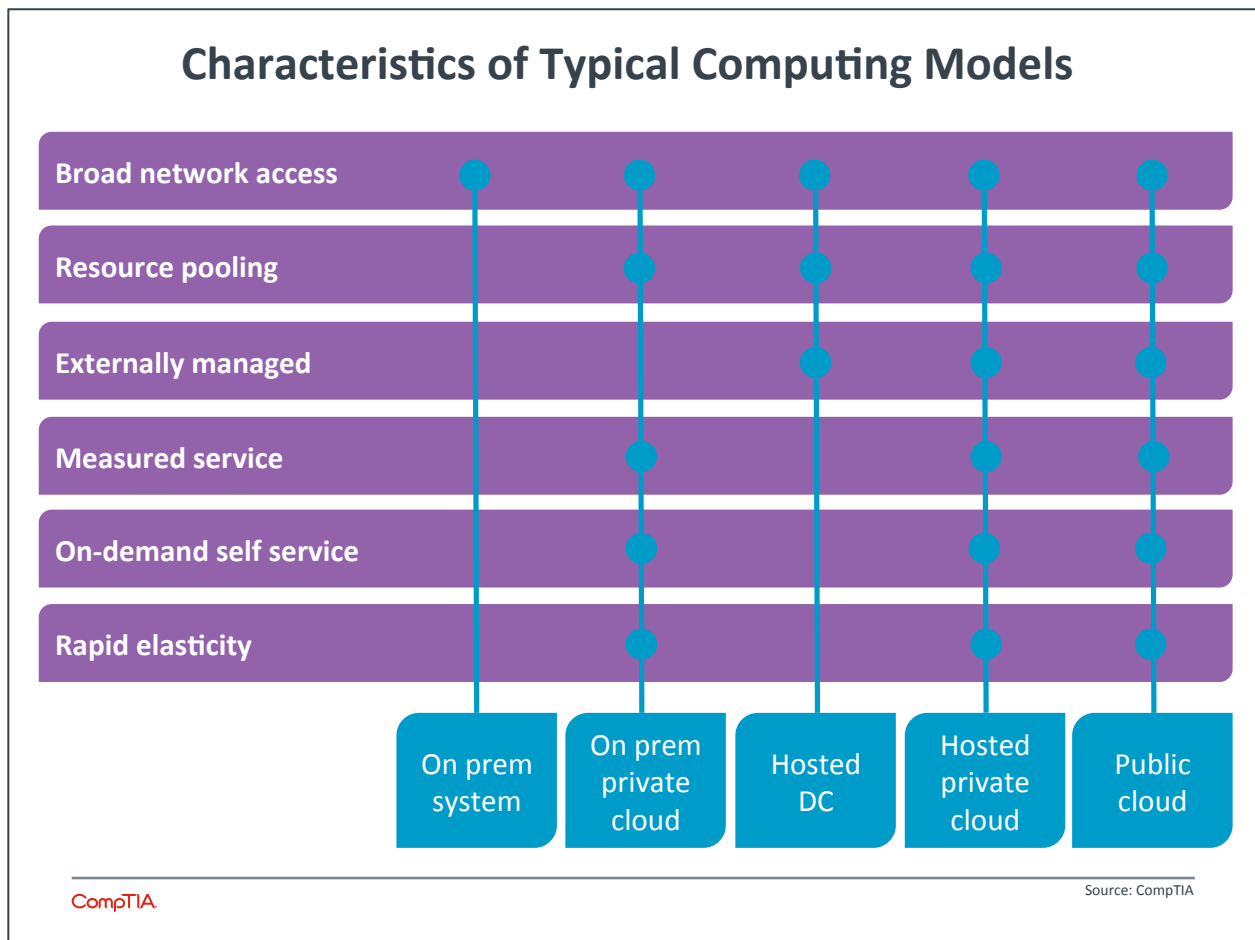 Characteristics of Typical Computing Models
Broad network access
Resource pooling
Externally managed
Measured service
On-demand self service
Rapid elasticity
On prem
system
On prem
private
cloud
Hosted
DC
Hosted
private
cloud
Public
cloud
CompTIA.
Source: CompTIA